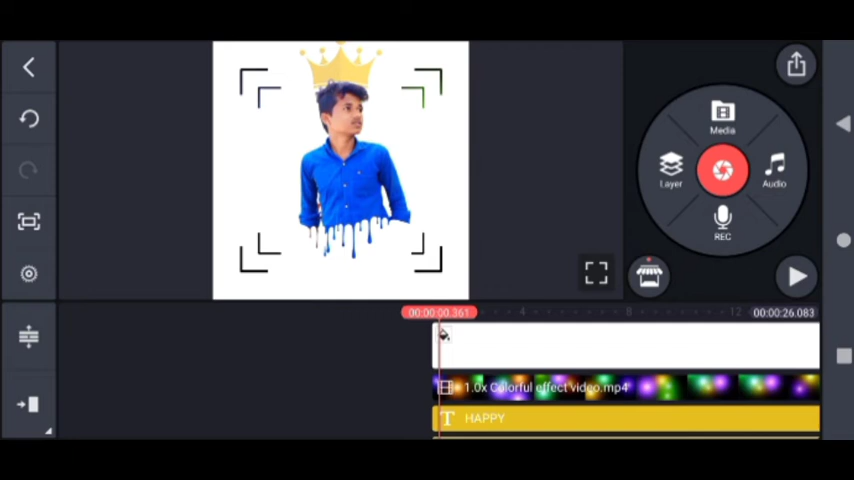 Media
Layer
Audio
REC
00:00:00.361
4
8
12
00:00:26.083
1.0x Colorful effect video.mp4
T HAPPY